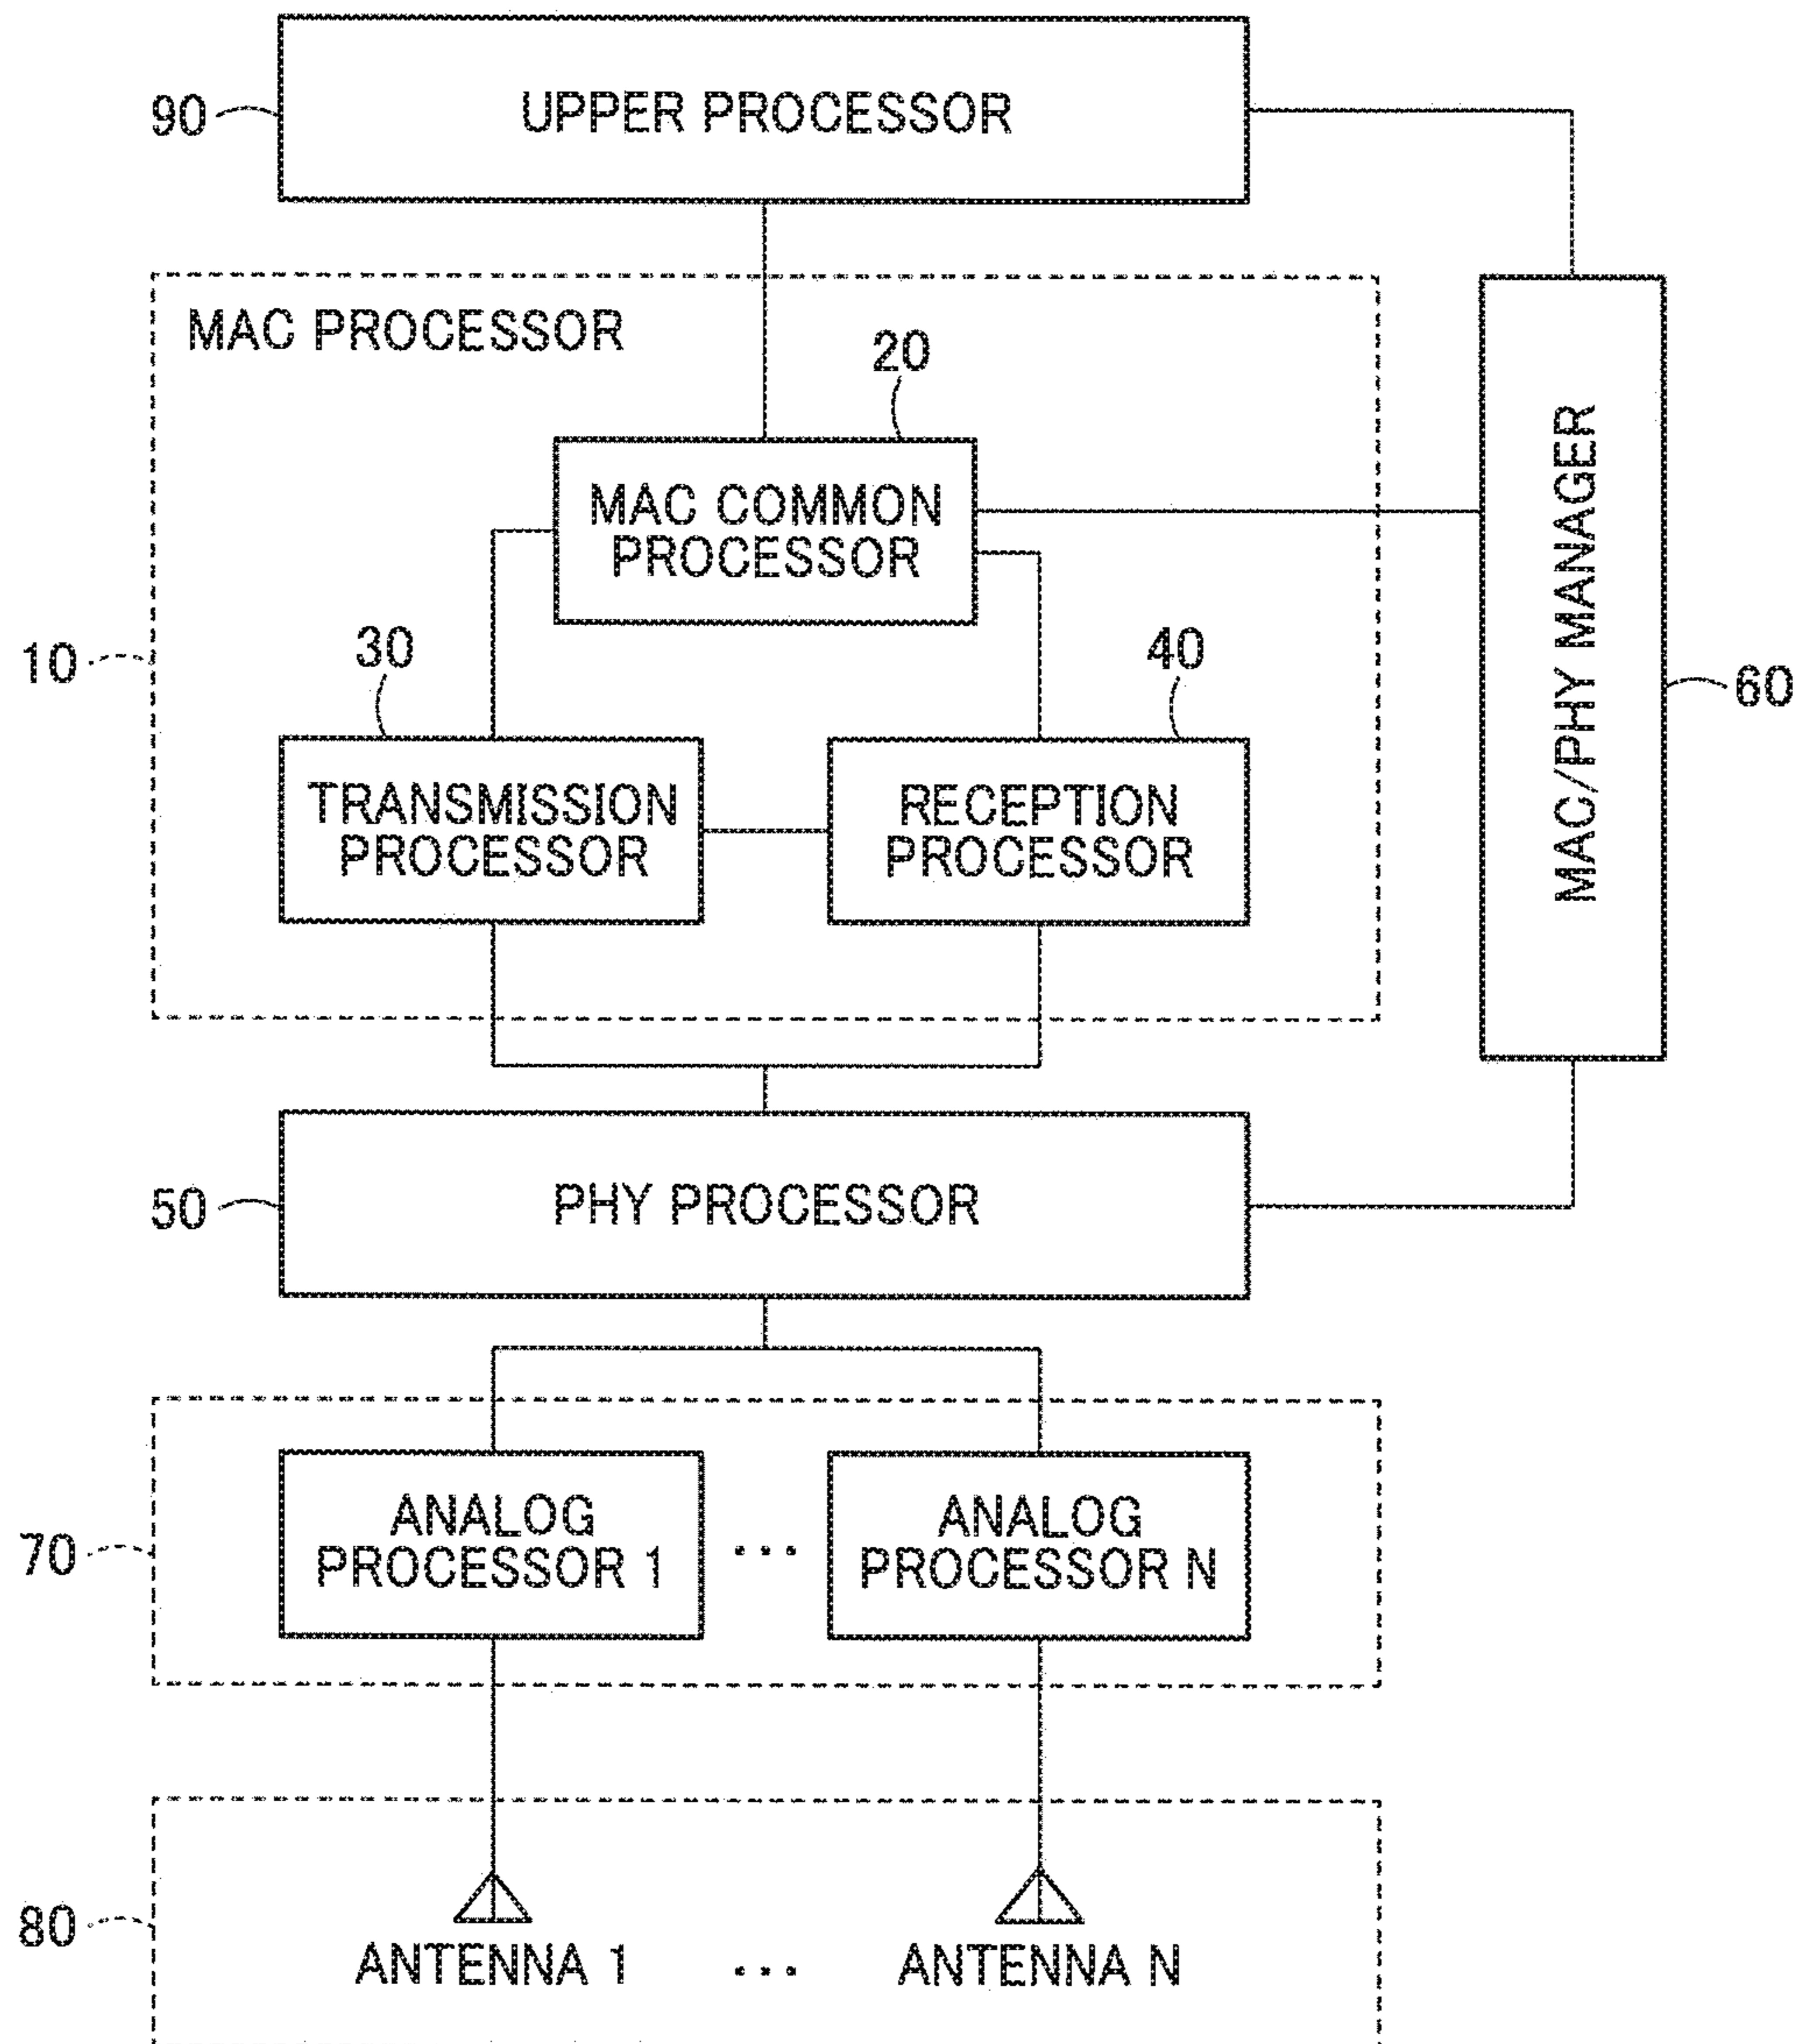 90
UPPER PROCESSOR
MAC PROCESSOR
20
MAC COMMON
PROCESSOR
10
30
40
60
MAC/PHY MANAGER
TRANSMISSION
PROCESSOR
RECEPTION
PROCESSOR
50
PHY PROCESSOR
70
ANALOG
PROCESSOR 1
...
ANALOG
PROCESSOR N
80
ANTENNA 1
...
ANTENNA N